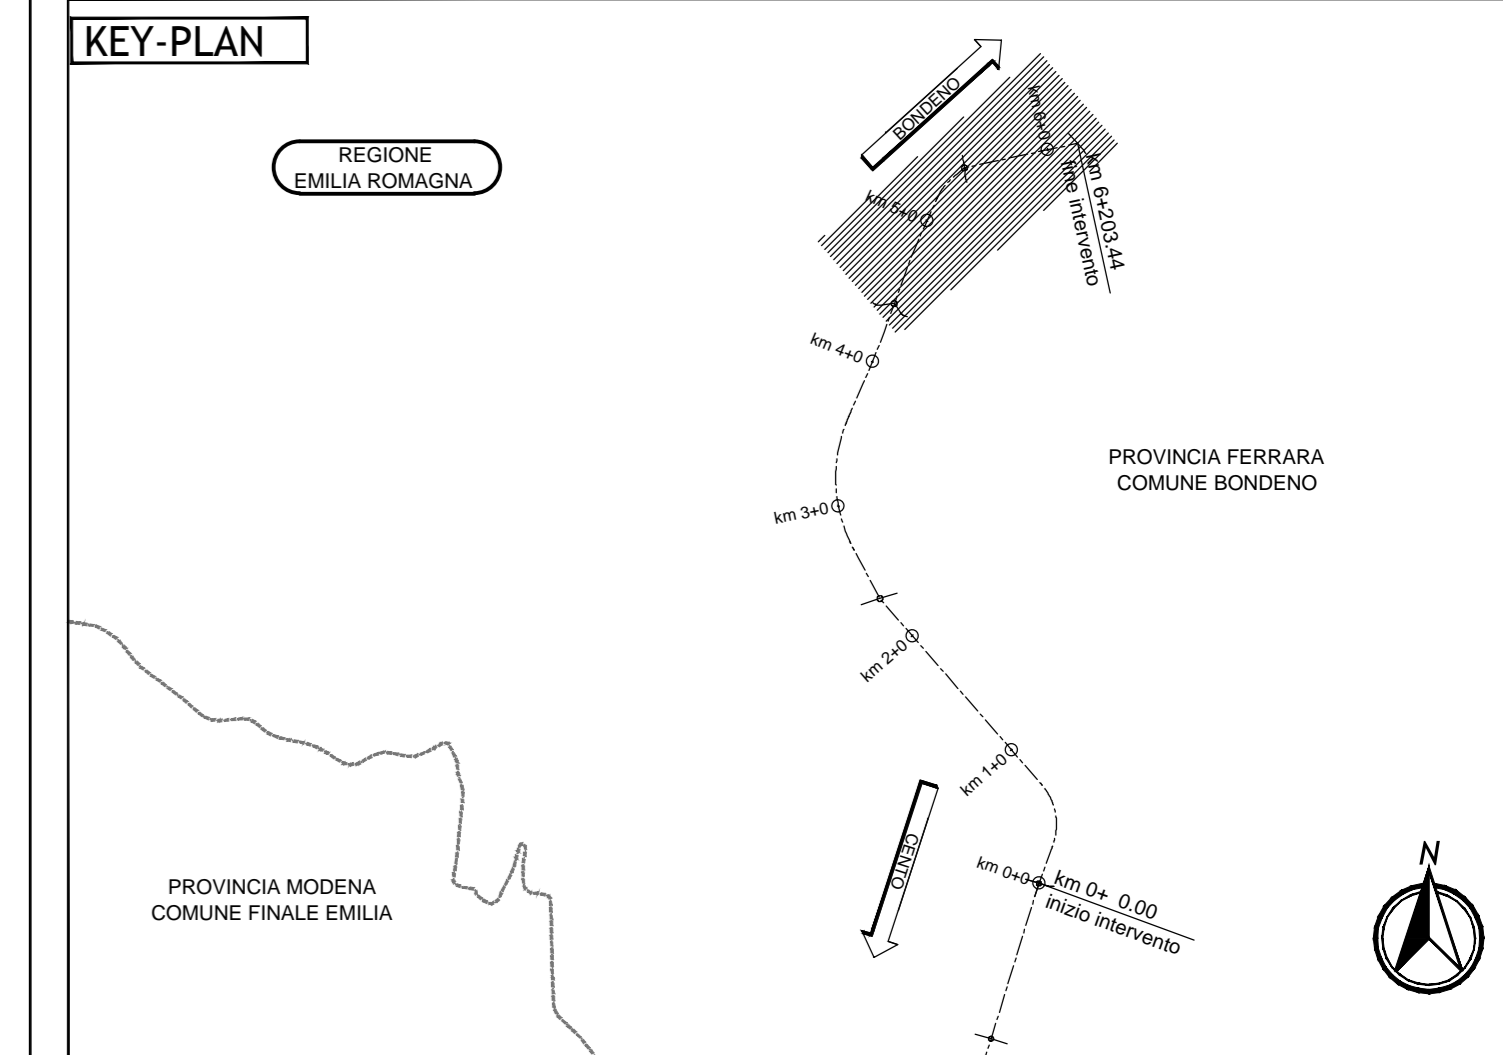 KEY-PLAN
REGIONE
EMILIA ROMAGNA
BONDENO
km 6+0
km 6+203.44
fine intervento
km 5+0
km 4+0
PROVINCIA FERRARA
COMUNE BONDENO
km 3+0
km 2+0
km 1+0
CENTO
km 0+0
km 0+ 0.00
inizio intervento
N
PROVINCIA MODENA
COMUNE FINALE EMILIA